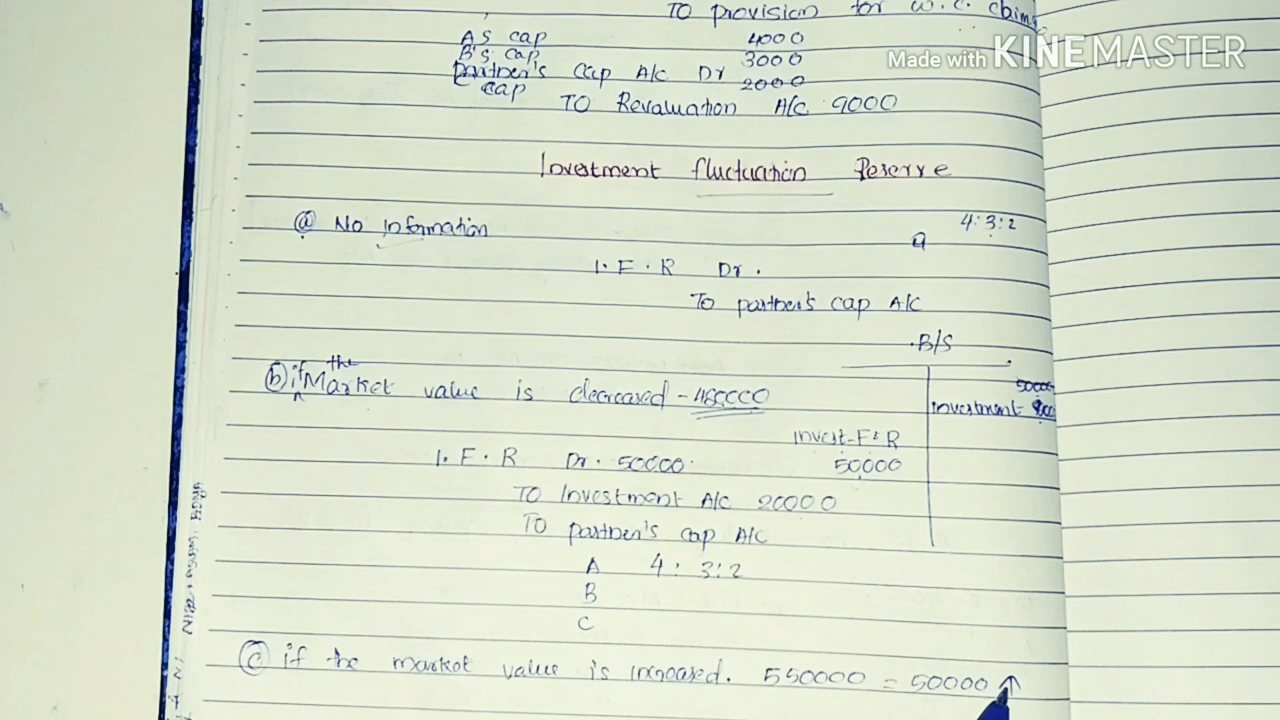 TO provision for W.C. claim
Made with KINEMASTER
A's cap 4000
B's cap 3000
Partner's cap A/c Dr 2000
cap
TO Revaluation A/c 9000
Investment fluctuation Reserve
4:3:2
ⓐ No information
I.F.R Dr.
TO partner's cap A/c
B/S
ⓑ if the Market value is decreased - 480000
investment
Invest-F R
I.F.R Dr. 50000 50000
TO Investment A/c 20000
TO partner's cap A/c
A 4:3:2
B
C
ⓒ if the market value is increased. 550000 = 50000 ↑